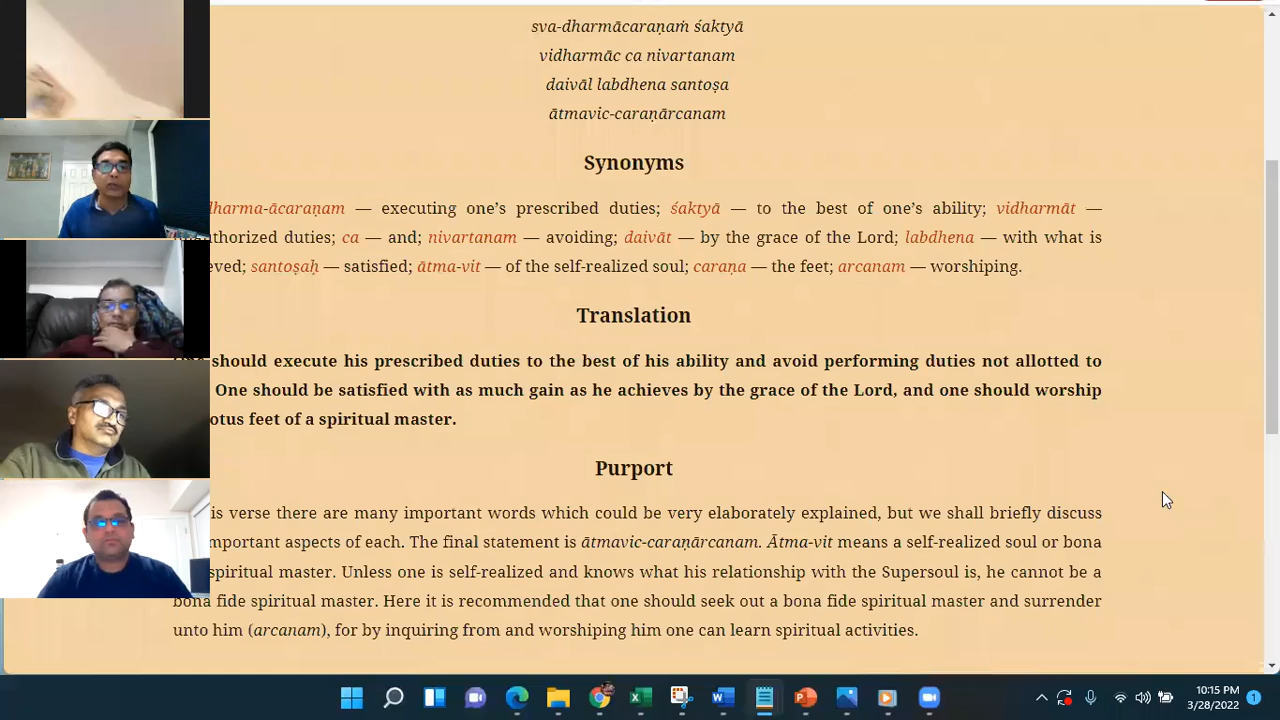 sva-dharmācaraṇaṁ śaktyā
vidharmāc ca nivartanam
daivāl labdhena santoṣa
ātmavic-caraṇārcanam
Synonyms
dharma-ācaraṇam — executing one’s prescribed duties; śaktyā — to the best of one’s ability; vidharmāt —
duties; ca — and; nivartanam — avoiding; daivāt — by the grace of the Lord; labdhena — with what is
santoṣaḥ — satisfied; ātma-vit — of the self-realized soul; caraṇa — the feet; arcanam — worshiping.
Translation
should execute his prescribed duties to the best of his ability and avoid performing duties not allotted to
One should be satisfied with as much gain as he achieves by the grace of the Lord, and one should worship
feet of a spiritual master.
Purport
verse there are many important words which could be very elaborately explained, but we shall briefly discuss
aspects of each. The final statement is ātmavic-caraṇārcanam. Ātma-vit means a self-realized soul or bona
spiritual master. Unless one is self-realized and knows what his relationship with the Supersoul is, he cannot be a
bona fide spiritual master. Here it is recommended that one should seek out a bona fide spiritual master and surrender
unto him (arcanam), for by inquiring from and worshiping him one can learn spiritual activities.
10:15 PM
3/28/2022
1